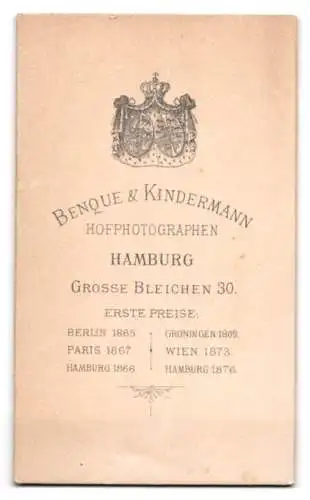 BENQUE & KINDERMANN
HOFPHOTOGRAPHEN
HAMBURG
GROSSE BLEICHEN 30.
ERSTE PREISE:
BERLIN 1865
GRONINGEN 1869.
PARIS 1867
WIEN 1873.
HAMBURG 1868
HAMBURG 1876.